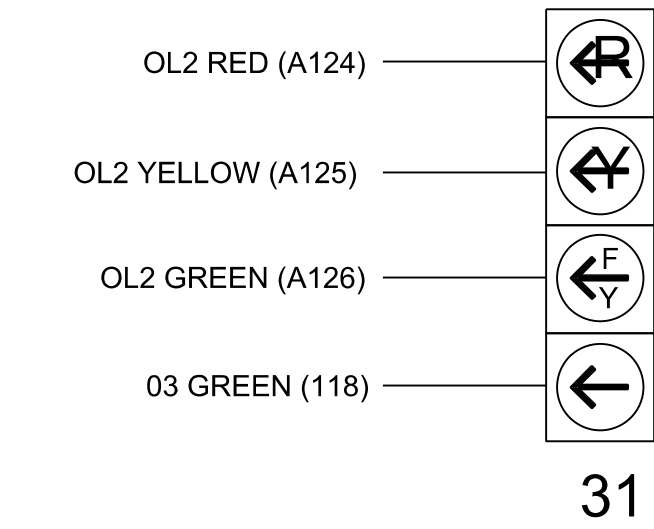 OL2 RED (A124)
R
OL2 YELLOW (A125)
Y
OL2 GREEN (A126)
F
Y
03 GREEN (118)
31